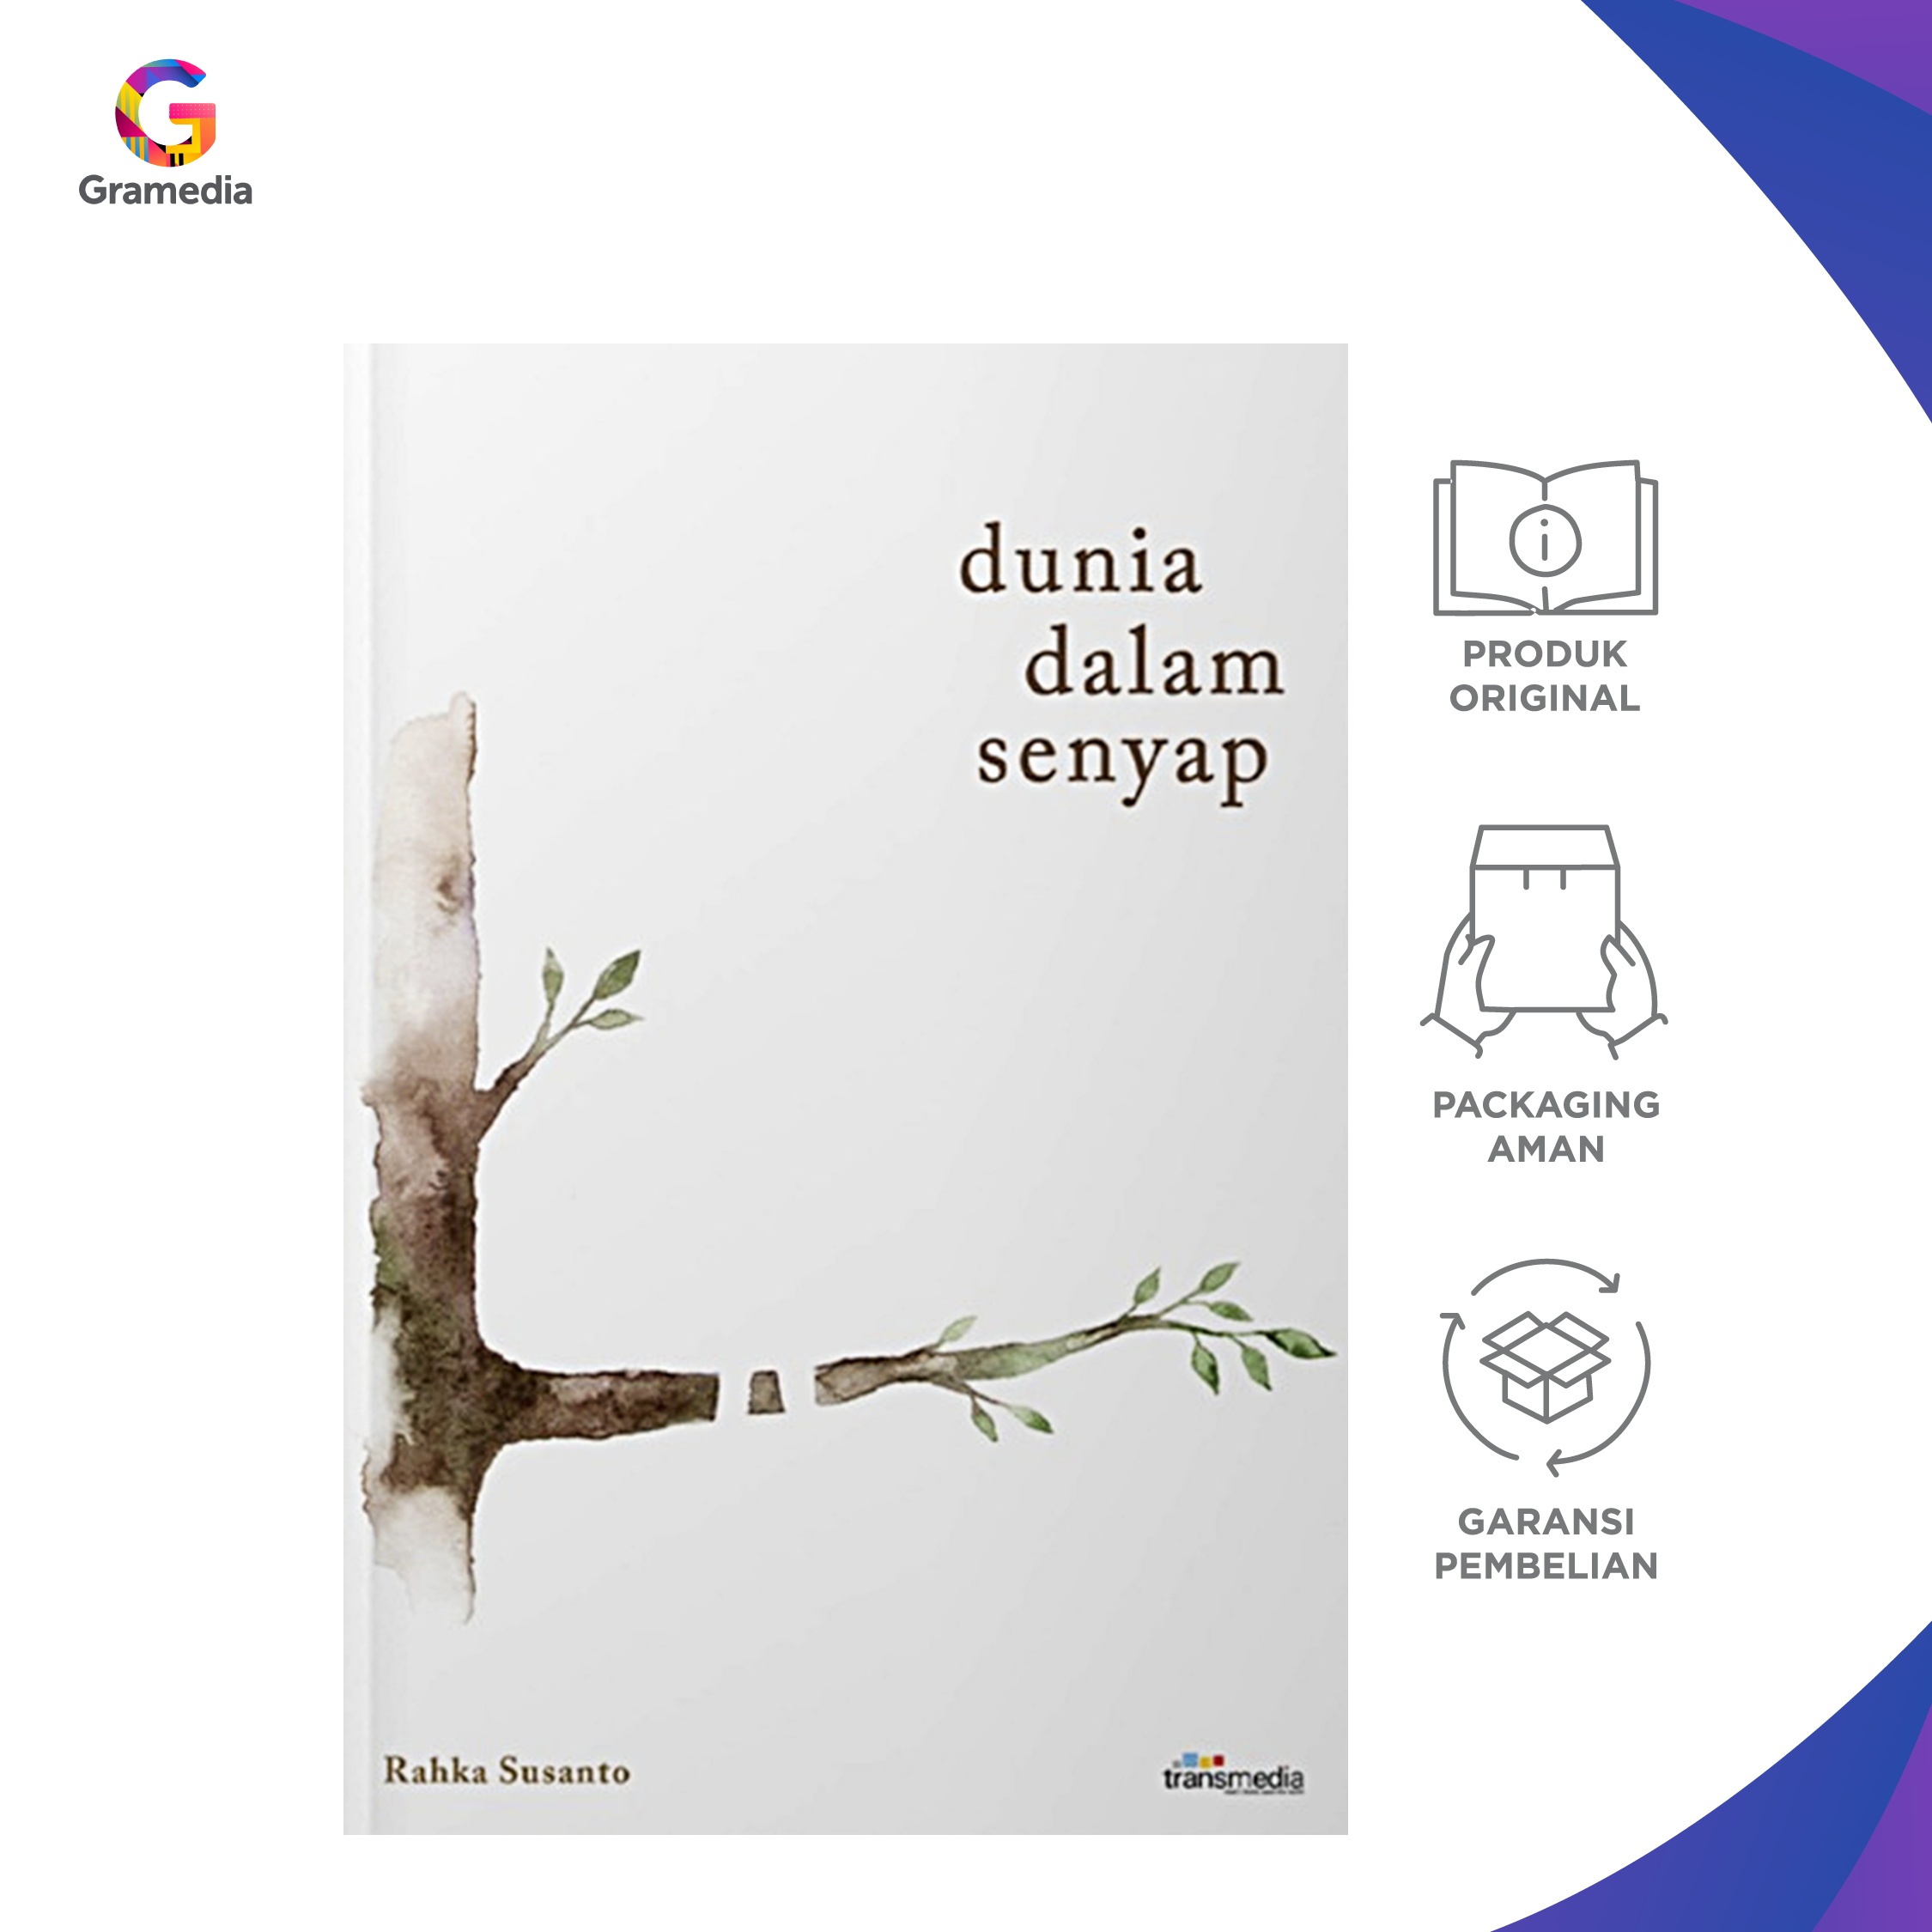 Gramedia
dunia
dalam
senyap
Rahka Susanto
transmedia
PRODUK
ORIGINAL
PACKAGING
AMAN
GARANSI
PEMBELIAN